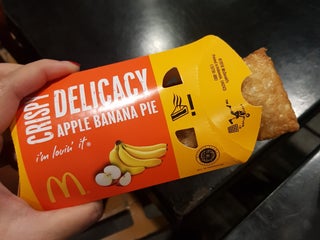 CRISPY
DELICACY
APPLE BANANA PIE
i'm lovin' it